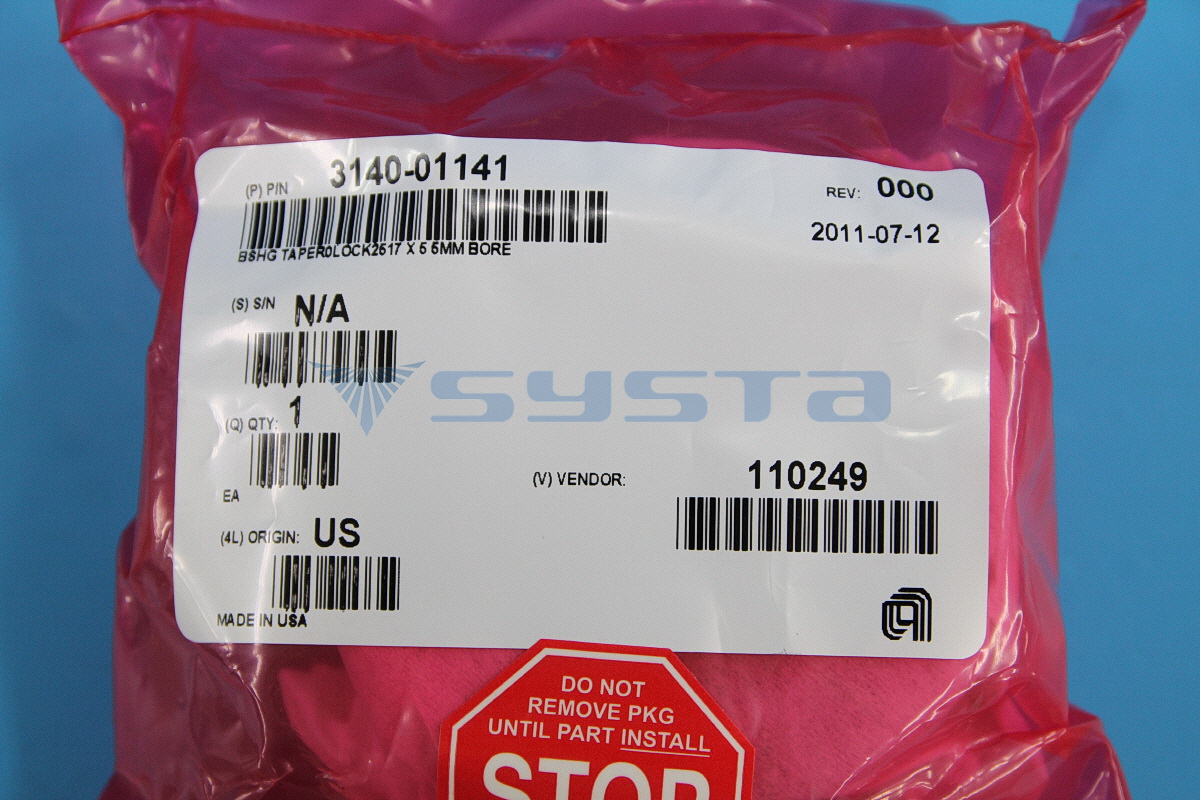 (P) P/N 3140-01141
REV: 000
BSHG TAPER0LOCK2517 X 5 5MM BORE
2011-07-12
(S) S/N N/A
systa
(Q) QTY: 1
EA
(V) VENDOR: 110249
(4L) ORIGIN: US
MADE IN USA
DO NOT
REMOVE PKG
UNTIL PART INSTALL
STOP